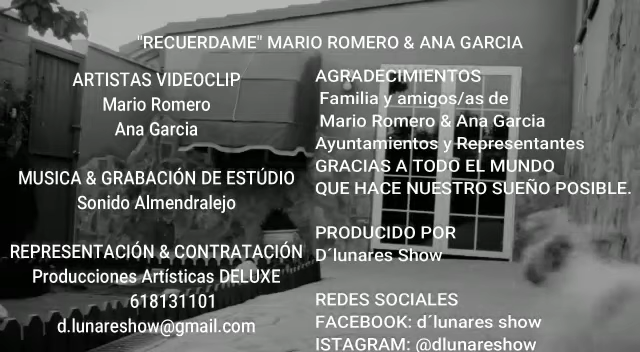 "RECUERDAME" MARIO ROMERO & ANA GARCIA
ARTISTAS VIDEOCLIP
Mario Romero
Ana Garcia
MUSICA & GRABACIÓN DE ESTÚDIO
Sonido Almendralejo
REPRESENTACIÓN & CONTRATACIÓN
Producciones Artísticas DELUXE
618131101
d.lunareshow@gmail.com
AGRADECIMIENTOS
Familia y amigos/as de
Mario Romero & Ana Garcia
Ayuntamientos y Representantes
GRACIAS A TODO EL MUNDO
QUE HACE NUESTRO SUEÑO POSIBLE.
PRODUCIDO POR
D´lunares Show
REDES SOCIALES
FACEBOOK: d´lunares show
ISTAGRAM: @dlunareshow